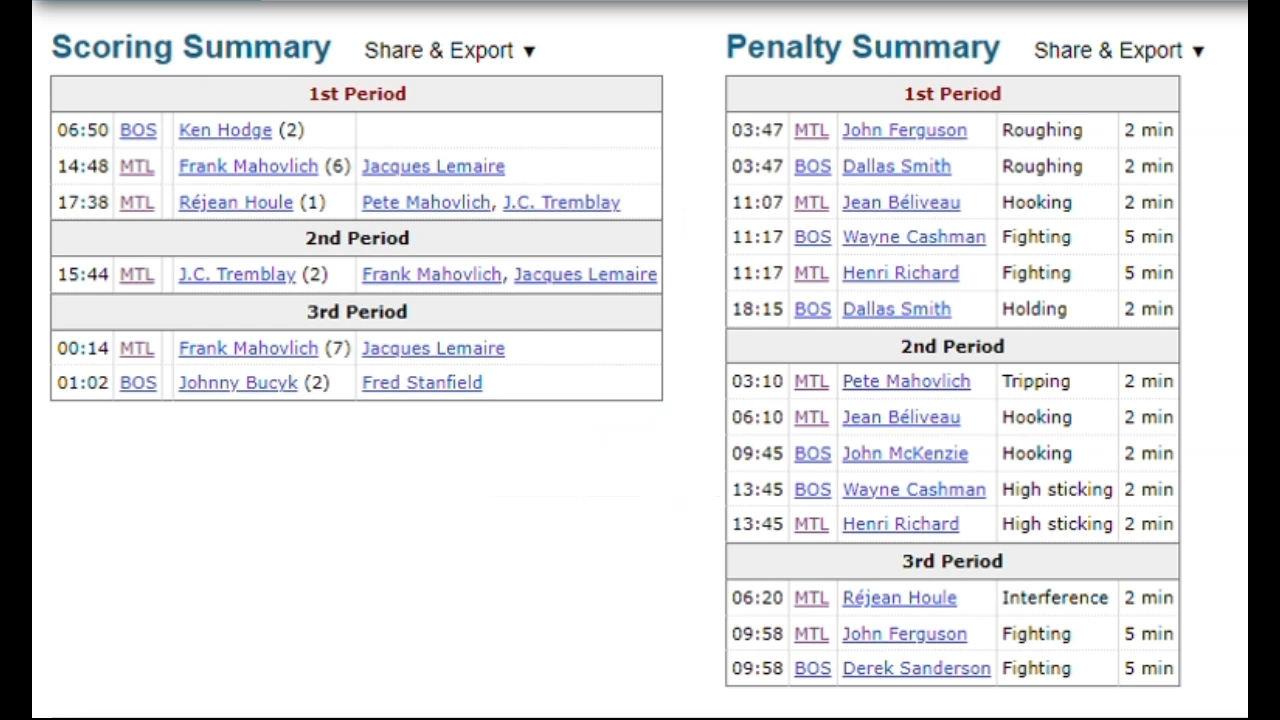 Scoring Summary Share & Export ▼
1st Period
06:50 BOS Ken Hodge (2)
14:48 MTL Frank Mahovlich (6) Jacques Lemaire
17:38 MTL Réjean Houle (1) Pete Mahovlich, J.C. Tremblay
2nd Period
15:44 MTL J.C. Tremblay (2) Frank Mahovlich, Jacques Lemaire
3rd Period
00:14 MTL Frank Mahovlich (7) Jacques Lemaire
01:02 BOS Johnny Bucyk (2) Fred Stanfield
Penalty Summary Share & Export ▼
1st Period
03:47 MTL John Ferguson Roughing 2 min
03:47 BOS Dallas Smith Roughing 2 min
11:07 MTL Jean Béliveau Hooking 2 min
11:17 BOS Wayne Cashman Fighting 5 min
11:17 MTL Henri Richard Fighting 5 min
18:15 BOS Dallas Smith Holding 2 min
2nd Period
03:10 MTL Pete Mahovlich Tripping 2 min
06:10 MTL Jean Béliveau Hooking 2 min
09:45 BOS John McKenzie Hooking 2 min
13:45 BOS Wayne Cashman High sticking 2 min
13:45 MTL Henri Richard High sticking 2 min
3rd Period
06:20 MTL Réjean Houle Interference 2 min
09:58 MTL John Ferguson Fighting 5 min
09:58 BOS Derek Sanderson Fighting 5 min